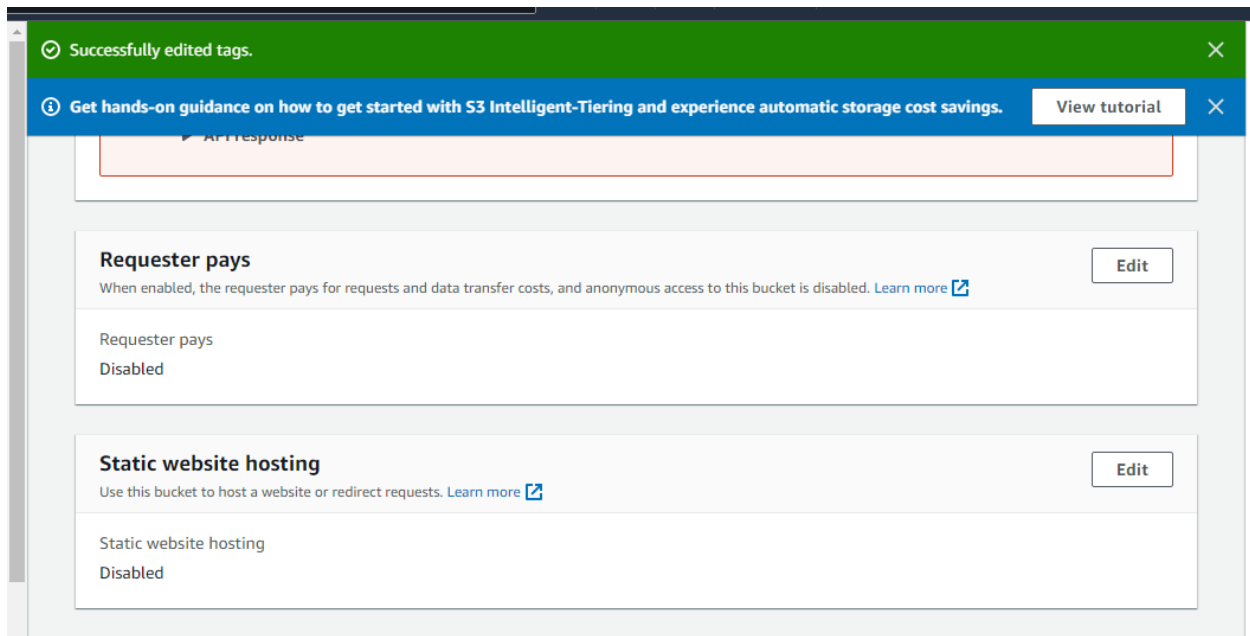 Successfully edited tags.
Get hands-on guidance on how to get started with S3 Intelligent-Tiering and experience automatic storage cost savings.
View tutorial
API response
Requester pays
Edit
When enabled, the requester pays for requests and data transfer costs, and anonymous access to this bucket is disabled. Learn more
Requester pays
Disabled
Static website hosting
Edit
Use this bucket to host a website or redirect requests. Learn more
Static website hosting
Disabled